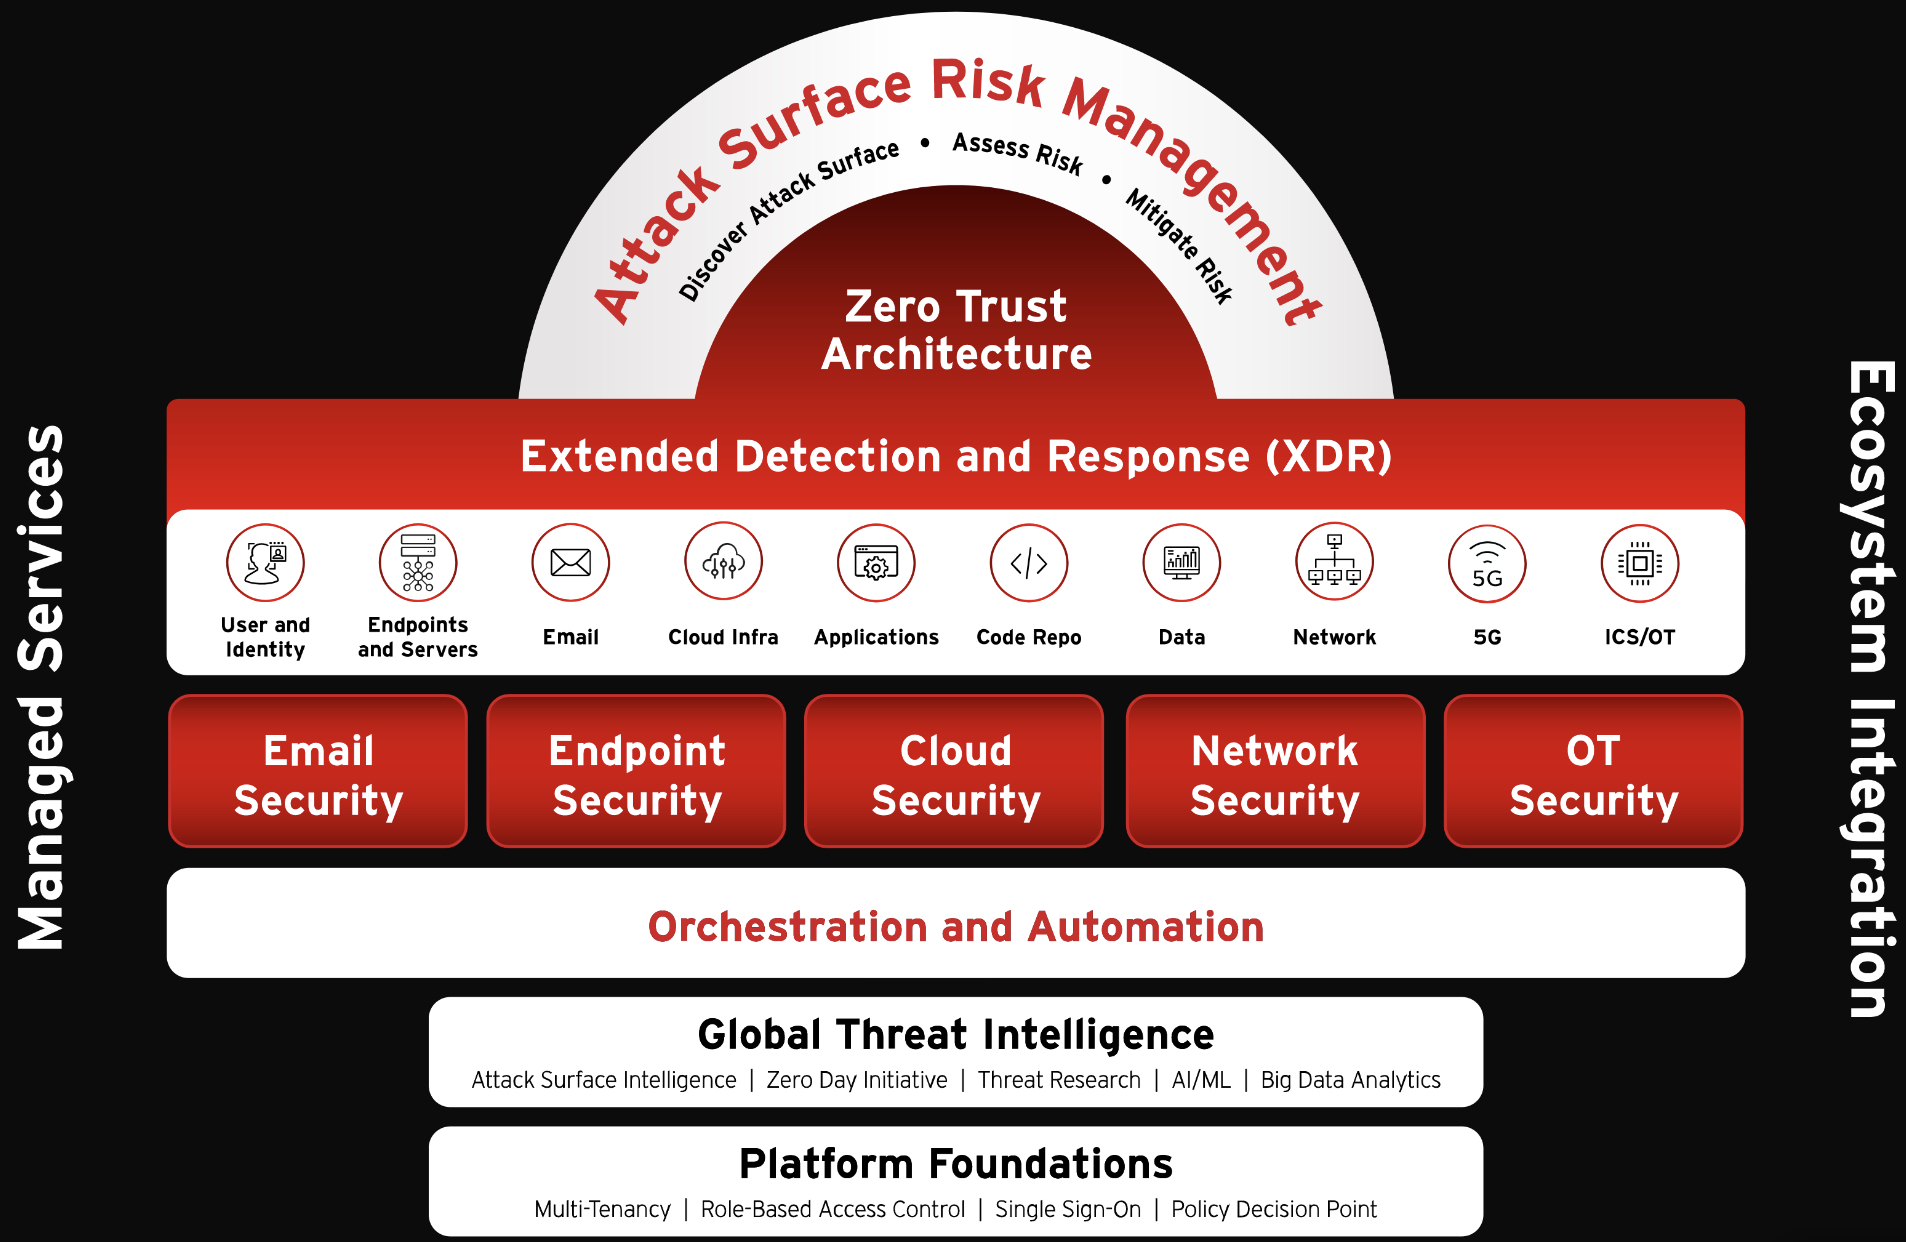 Attack Surface Risk Management
Discover Attack Surface • Assess Risk • Mitigate Risk
Zero Trust
Architecture
Managed Services
Ecosystem Integration
Extended Detection and Response (XDR)
5G
User and
Identity
Endpoints
and Servers
Email
Cloud Infra
Applications
Code Repo
Data
Network
5G
ICS/OT
Email
Security
Endpoint
Security
Cloud
Security
Network
Security
OT
Security
Orchestration and Automation
Global Threat Intelligence
Attack Surface Intelligence | Zero Day Initiative | Threat Research | AI/ML | Big Data Analytics
Platform Foundations
Multi-Tenancy | Role-Based Access Control | Single Sign-On | Policy Decision Point